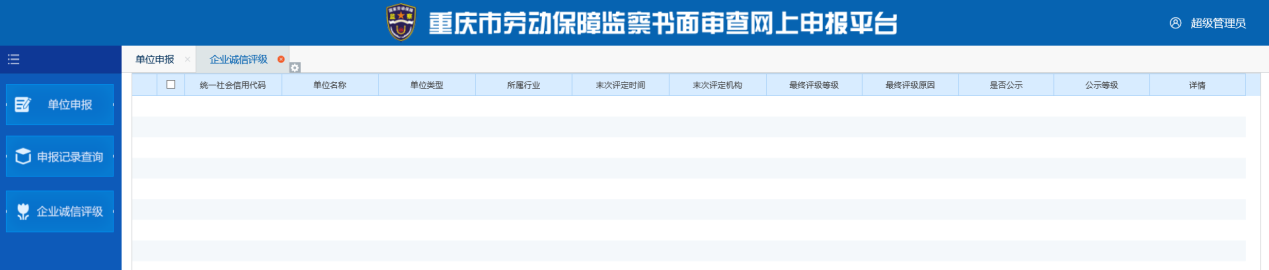 重庆市劳动保障监察书面审查网上申报平台
超级管理员
单位申报
企业诚信评级
统一社会信用代码 单位名称 单位类型 所属行业 末次评定时间 末次评定机构 最终评级等级 最终评级原因 是否公示 公示等级 详情
单位申报
申报记录查询
企业诚信评级